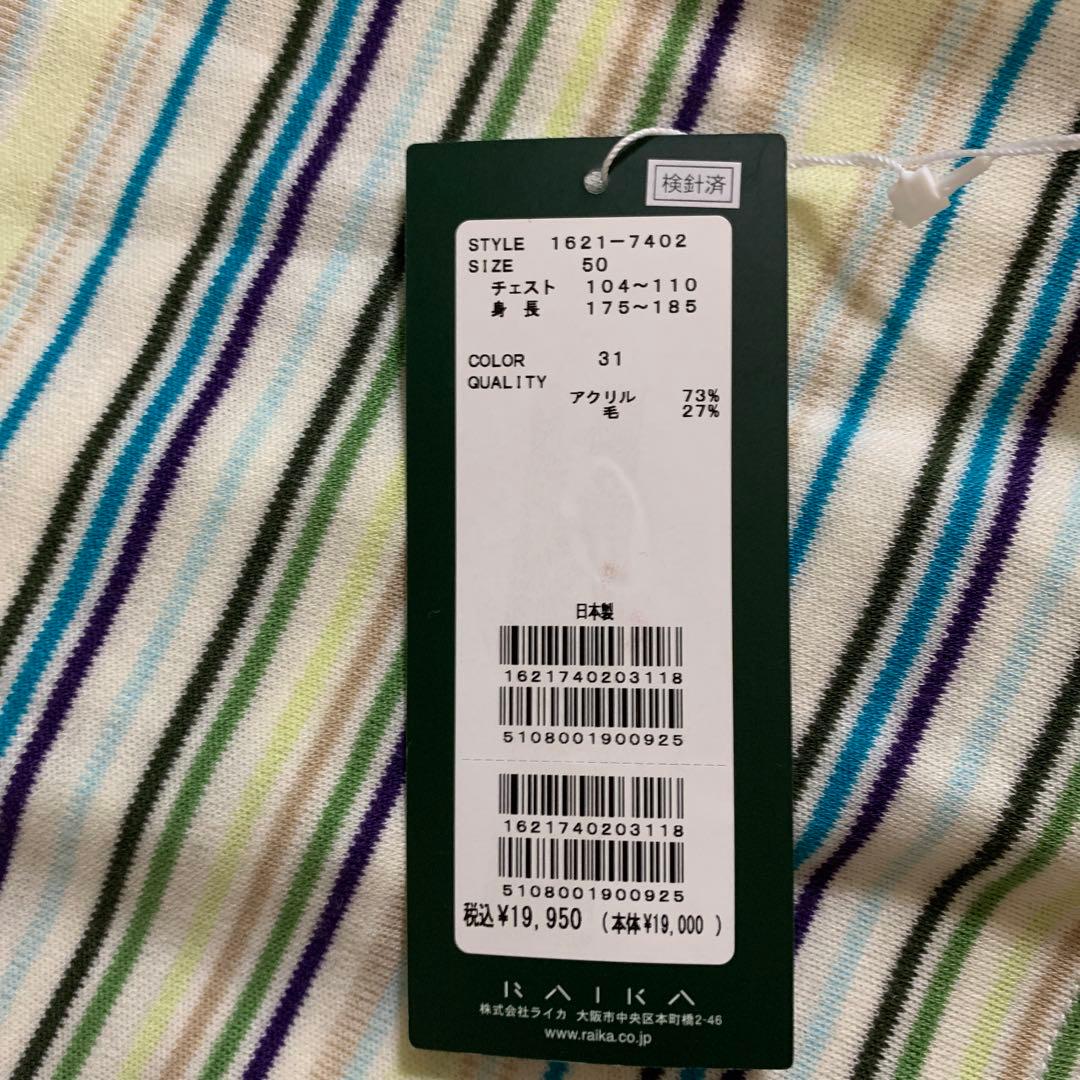 検針済
STYLE 1621-7402
SIZE 50
チェスト 104〜110
身 長 175〜185
COLOR 31
QUALITY
アクリル 73%
毛 27%
日本製
1621740203118
5108001900925
1621740203118
5108001900925
税込¥19,950 (本体¥19,000 )
RAIKA
株式会社ライカ 大阪市中央区本町橋2-46
www.raika.co.jp